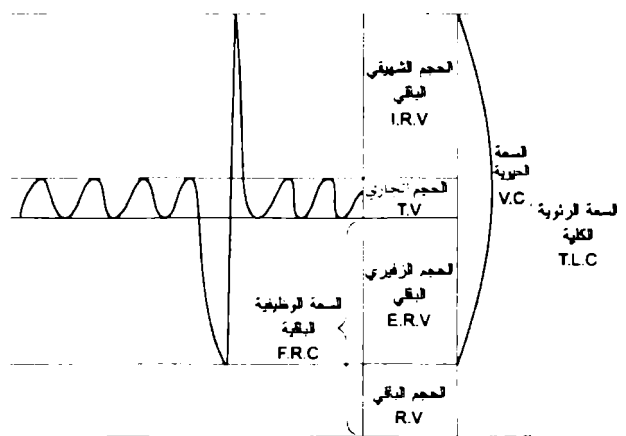 الحجم الشهيقي
الباقي
I.R.V
السعة
الحيوية
V.C
الحجم الجاري
T.V
السعة الرئوية
الكلية
T.L.C
الحجم الزفيري
الباقي
E.R.V
السعة الوظيفية
الباقية
F.R.C
الحجم الباقي
R.V